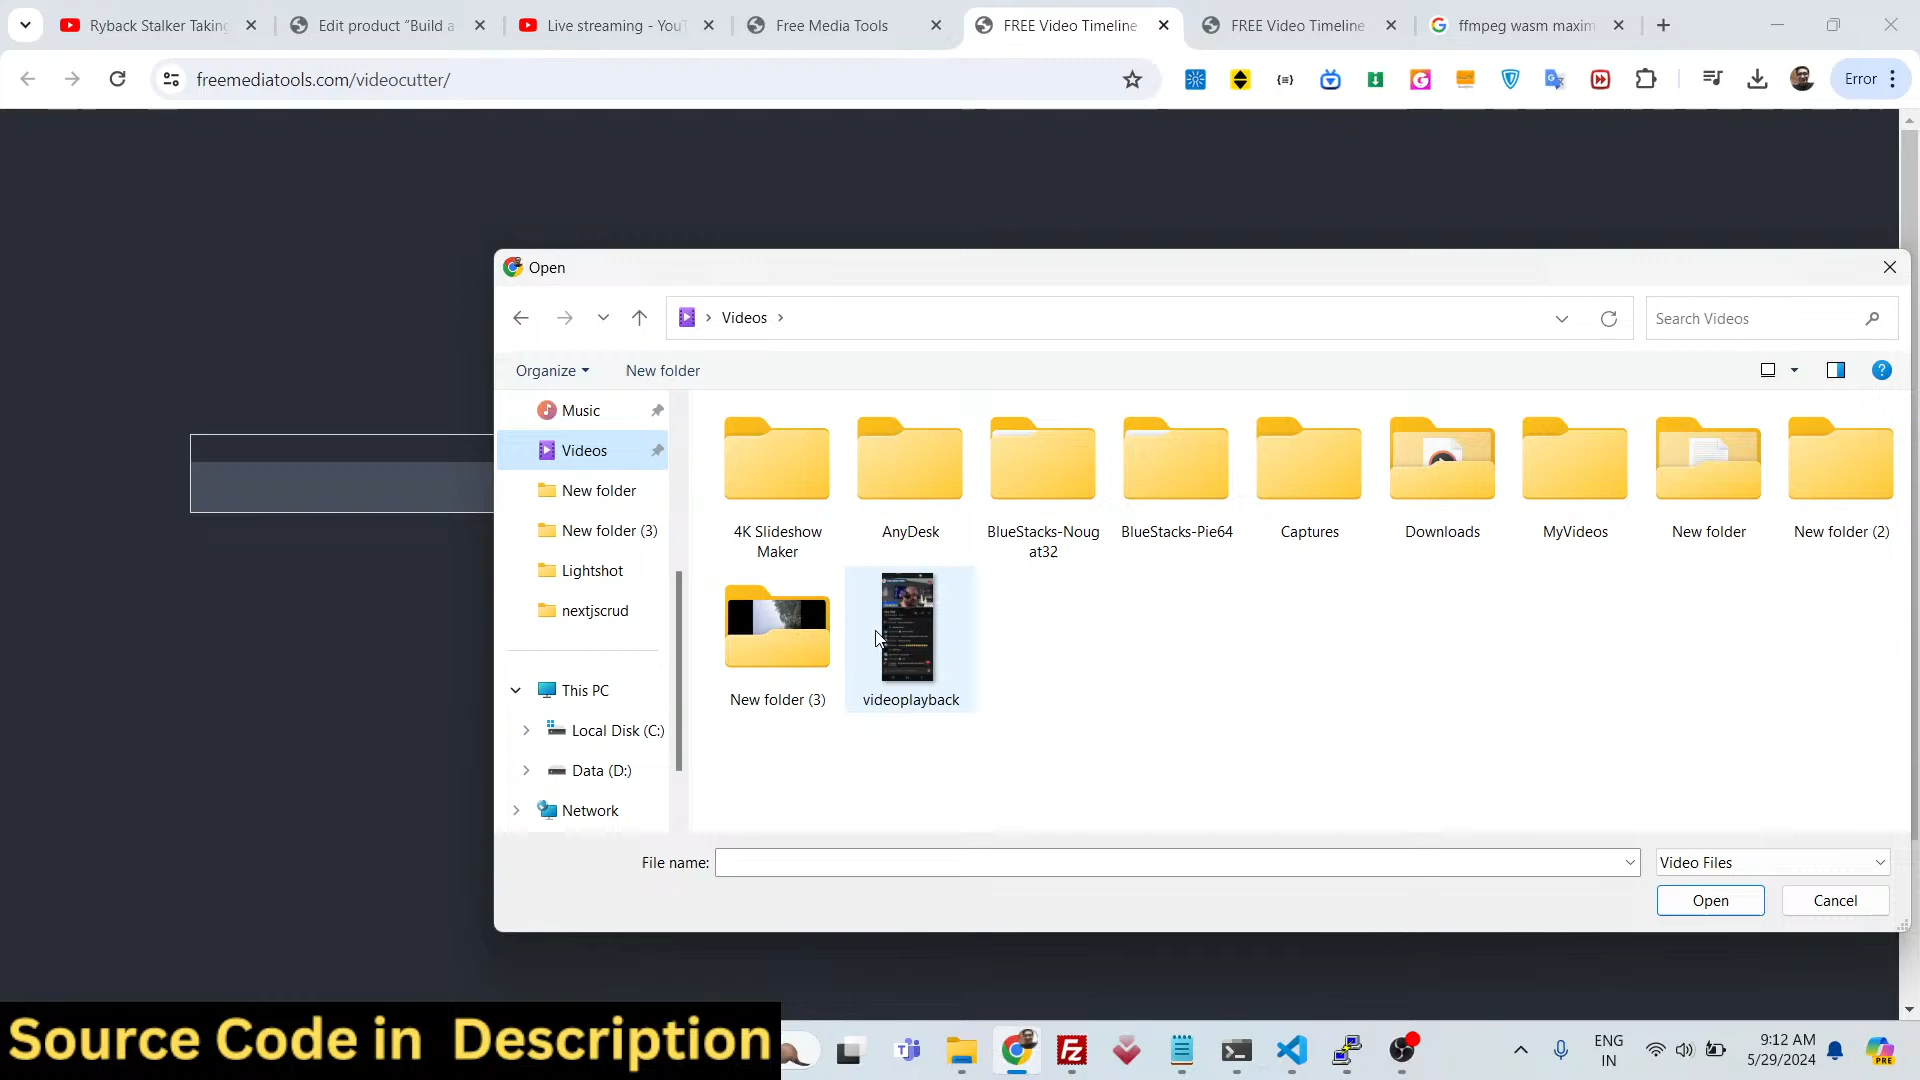 Ryback Stalker Taking
Edit product “Build a
Live streaming - YouT
Free Media Tools
FREE Video Timeline
FREE Video Timeline
ffmpeg wasm maxim
freemediatools.com/videocutter/
Error
Open
Videos
Search Videos
Organize
New folder
Music
Videos
New folder
New folder (3)
Lightshot
nextjscrud
This PC
Local Disk (C:)
Data (D:)
Network
4K Slideshow
Maker
AnyDesk
BlueStacks-Noug
at32
BlueStacks-Pie64
Captures
Downloads
MyVideos
New folder
New folder (2)
New folder (3)
videoplayback
File name:
Video Files
Open
Cancel
Source Code in Description
ENG
IN
9:12 AM
5/29/2024